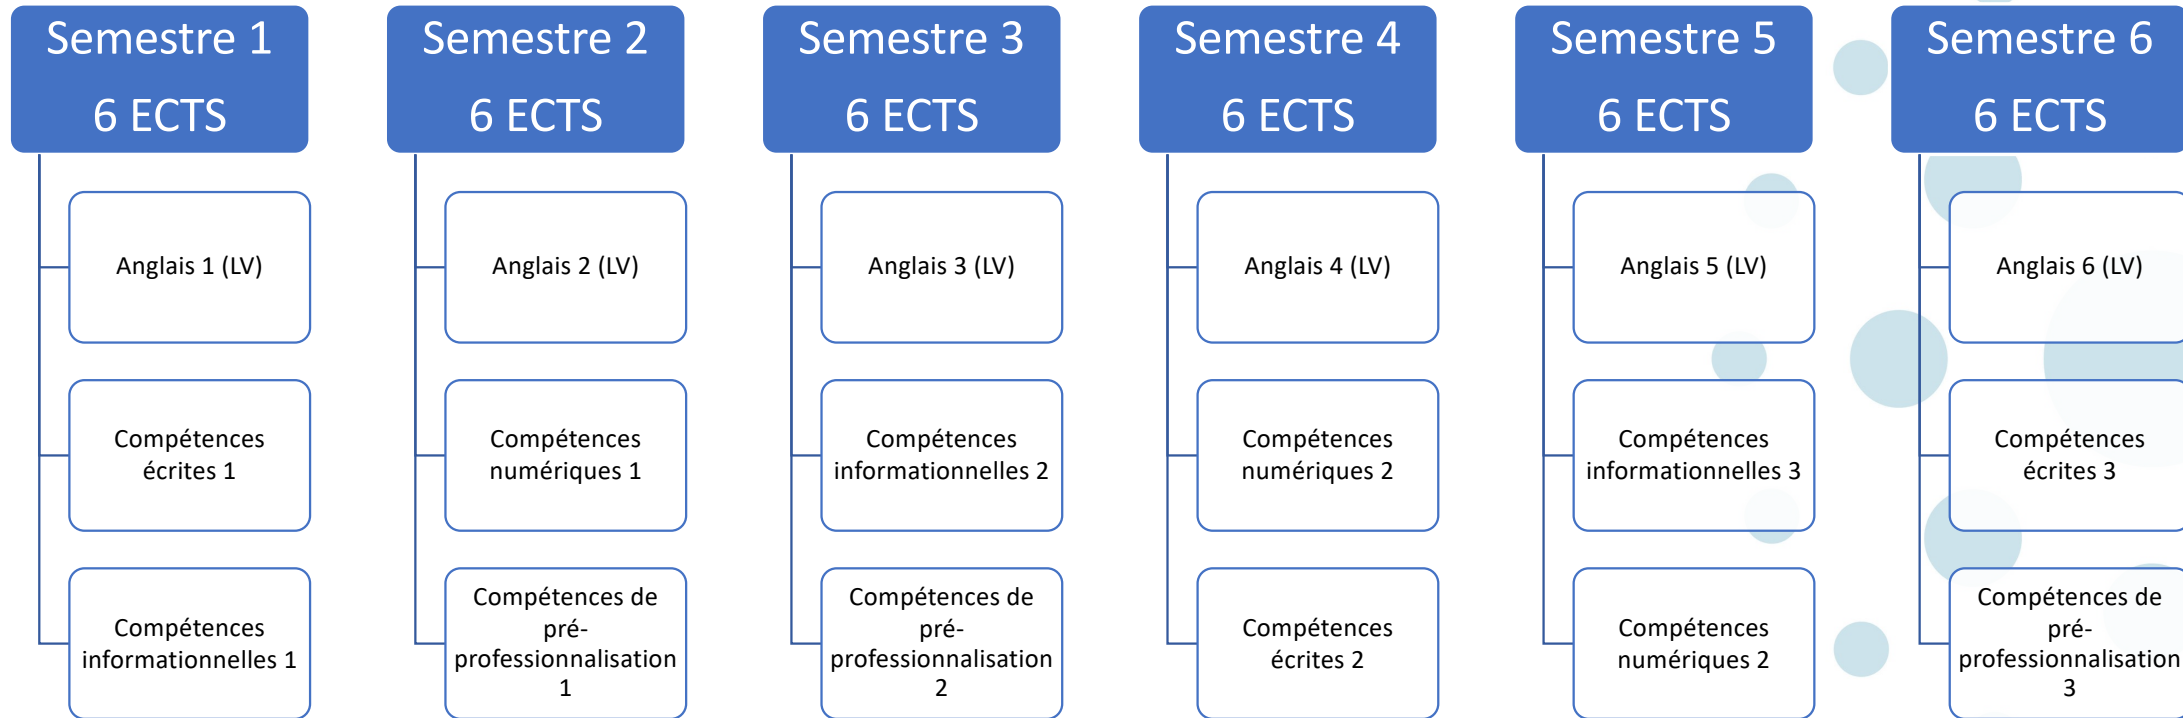 Semestre 1
6 ECTS
Anglais 1 (LV)
Compétences
écrites 1
Compétences
informationnelles 1
Semestre 2
6 ECTS
Anglais 2 (LV)
Compétences
numériques 1
Compétences de
pré-
professionnalisation
1
Semestre 3
6 ECTS
Anglais 3 (LV)
Compétences
informationnelles 2
Compétences de
pré-
professionnalisation
2
Semestre 4
6 ECTS
Anglais 4 (LV)
Compétences
numériques 2
Compétences
écrites 2
Semestre 5
6 ECTS
Anglais 5 (LV)
Compétences
informationnelles 3
Compétences
numériques 2
Semestre 6
6 ECTS
Anglais 6 (LV)
Compétences
écrites 3
Compétences de
pré-
professionnalisation
3